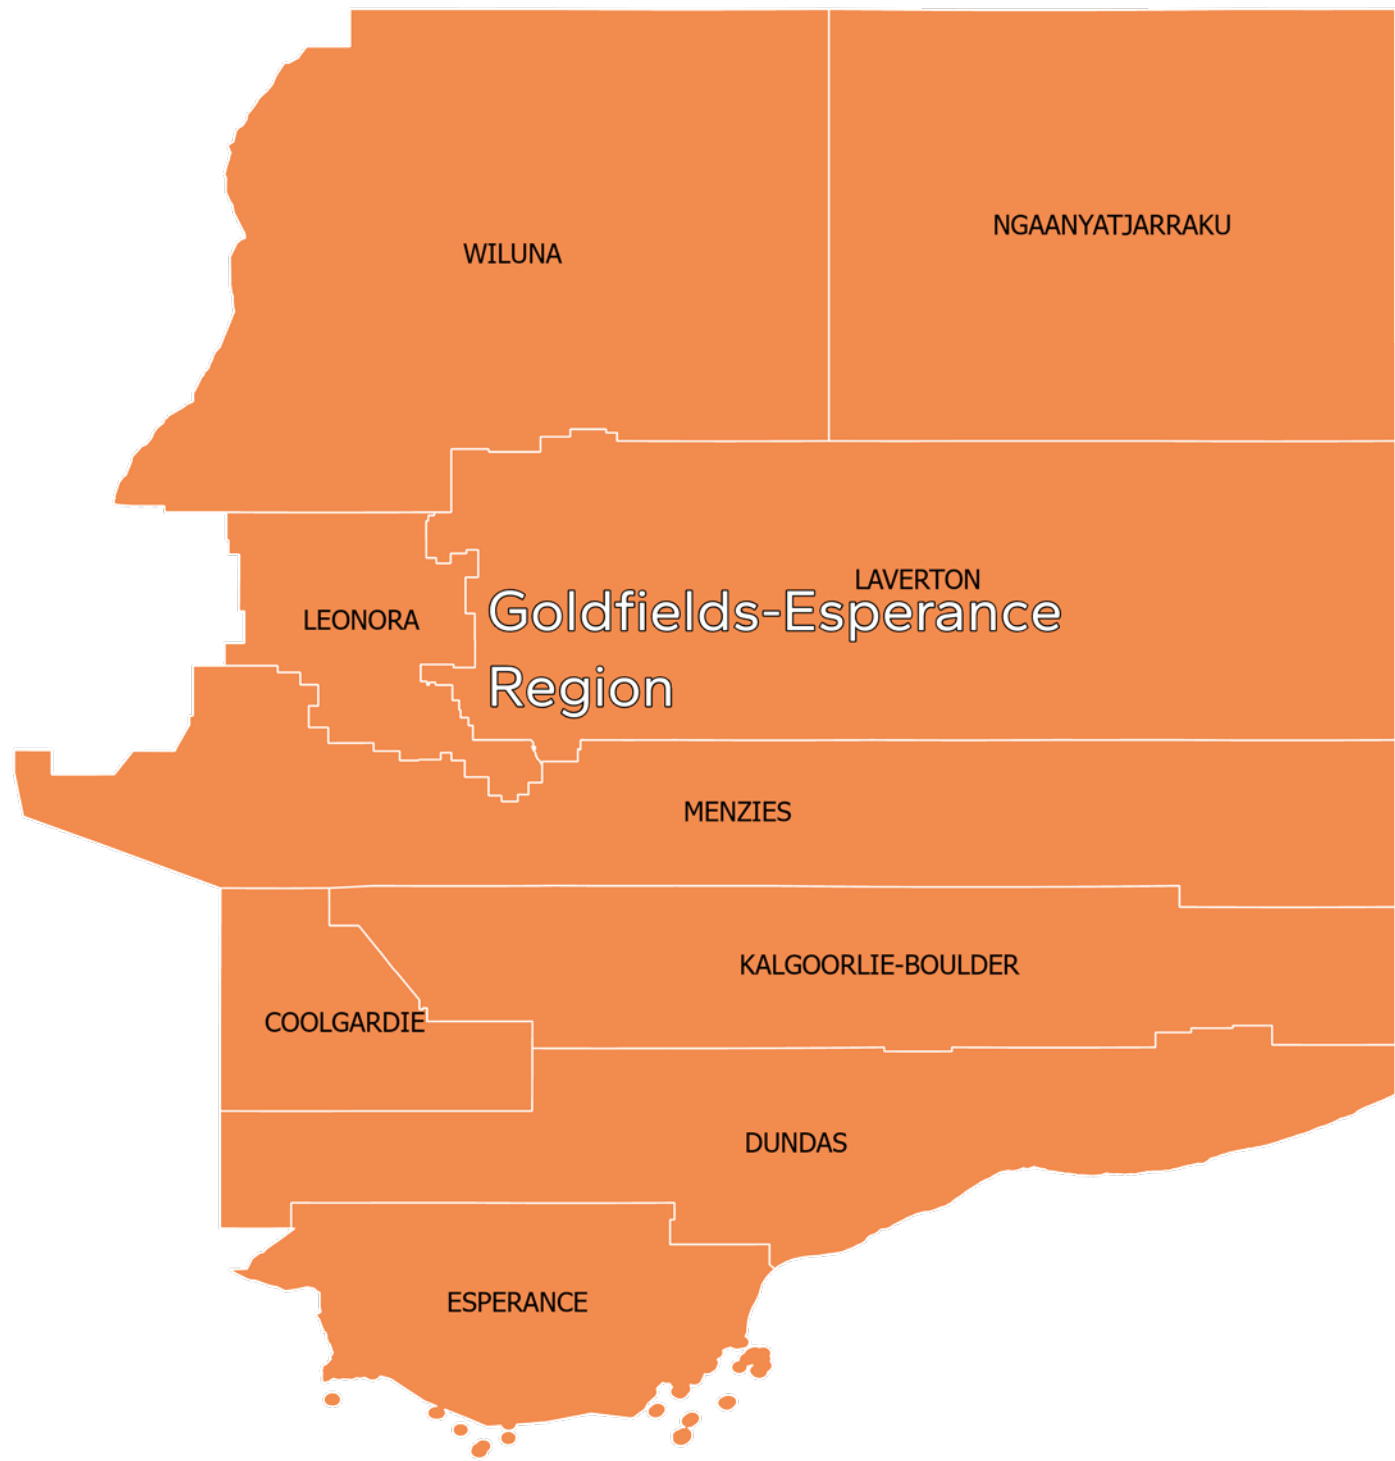 NGAANYATJARRAKU
WILUNA
LAVERTON
Goldfields-Esperance
LEONORA
Region
MENZIES
KALGOORLIE-BOULDER
COOLGARDIE
DUNDAS
ESPERANCE